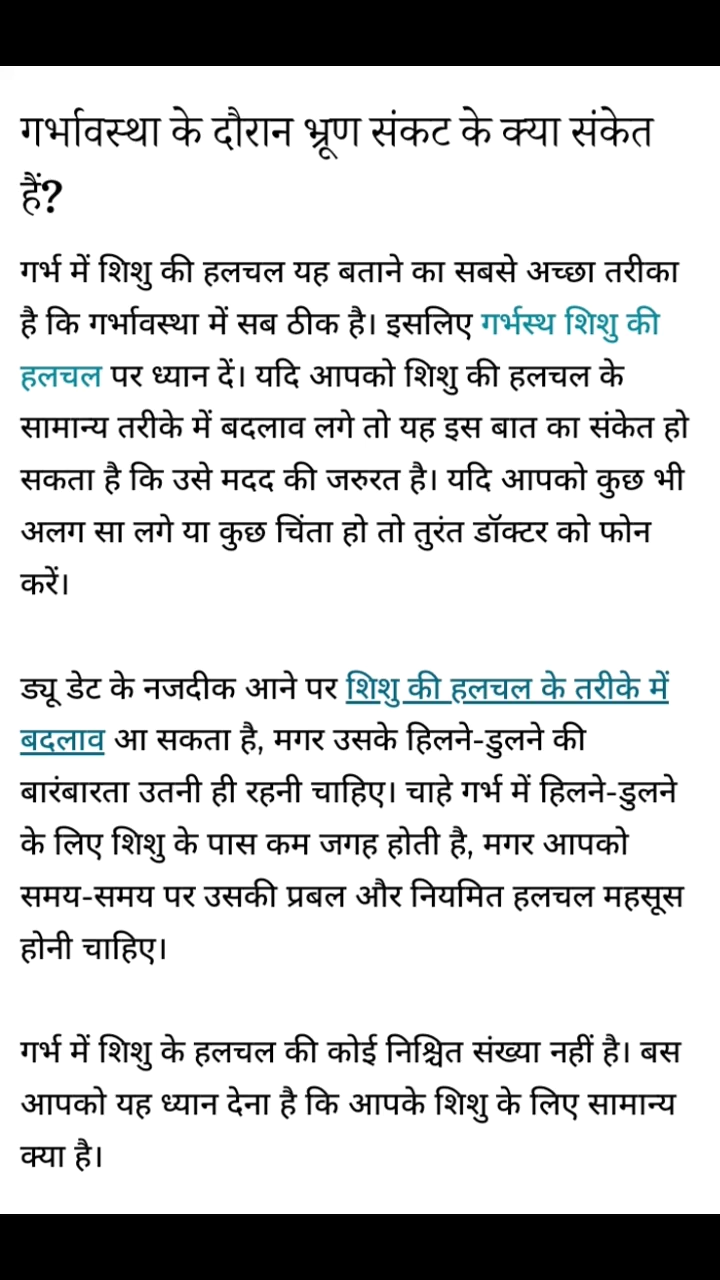 गर्भावस्था के दौरान भ्रूण संकट के क्या संकेत
हैं?
गर्भ में शिशु की हलचल यह बताने का सबसे अच्छा तरीका
है कि गर्भावस्था में सब ठीक है। इसलिए गर्भस्थ शिशु की
हलचल पर ध्यान दें। यदि आपको शिशु की हलचल के
सामान्य तरीके में बदलाव लगे तो यह इस बात का संकेत हो
सकता है कि उसे मदद की जरुरत है। यदि आपको कुछ भी
अलग सा लगे या कुछ चिंता हो तो तुरंत डॉक्टर को फोन
करें।
ड्यू डेट के नजदीक आने पर शिशु की हलचल के तरीके में
बदलाव आ सकता है, मगर उसके हिलने-डुलने की
बारंबारता उतनी ही रहनी चाहिए। चाहे गर्भ में हिलने-डुलने
के लिए शिशु के पास कम जगह होती है, मगर आपको
समय-समय पर उसकी प्रबल और नियमित हलचल महसूस
होनी चाहिए।
गर्भ में शिशु के हलचल की कोई निश्चित संख्या नहीं है। बस
आपको यह ध्यान देना है कि आपके शिशु के लिए सामान्य
क्या है।